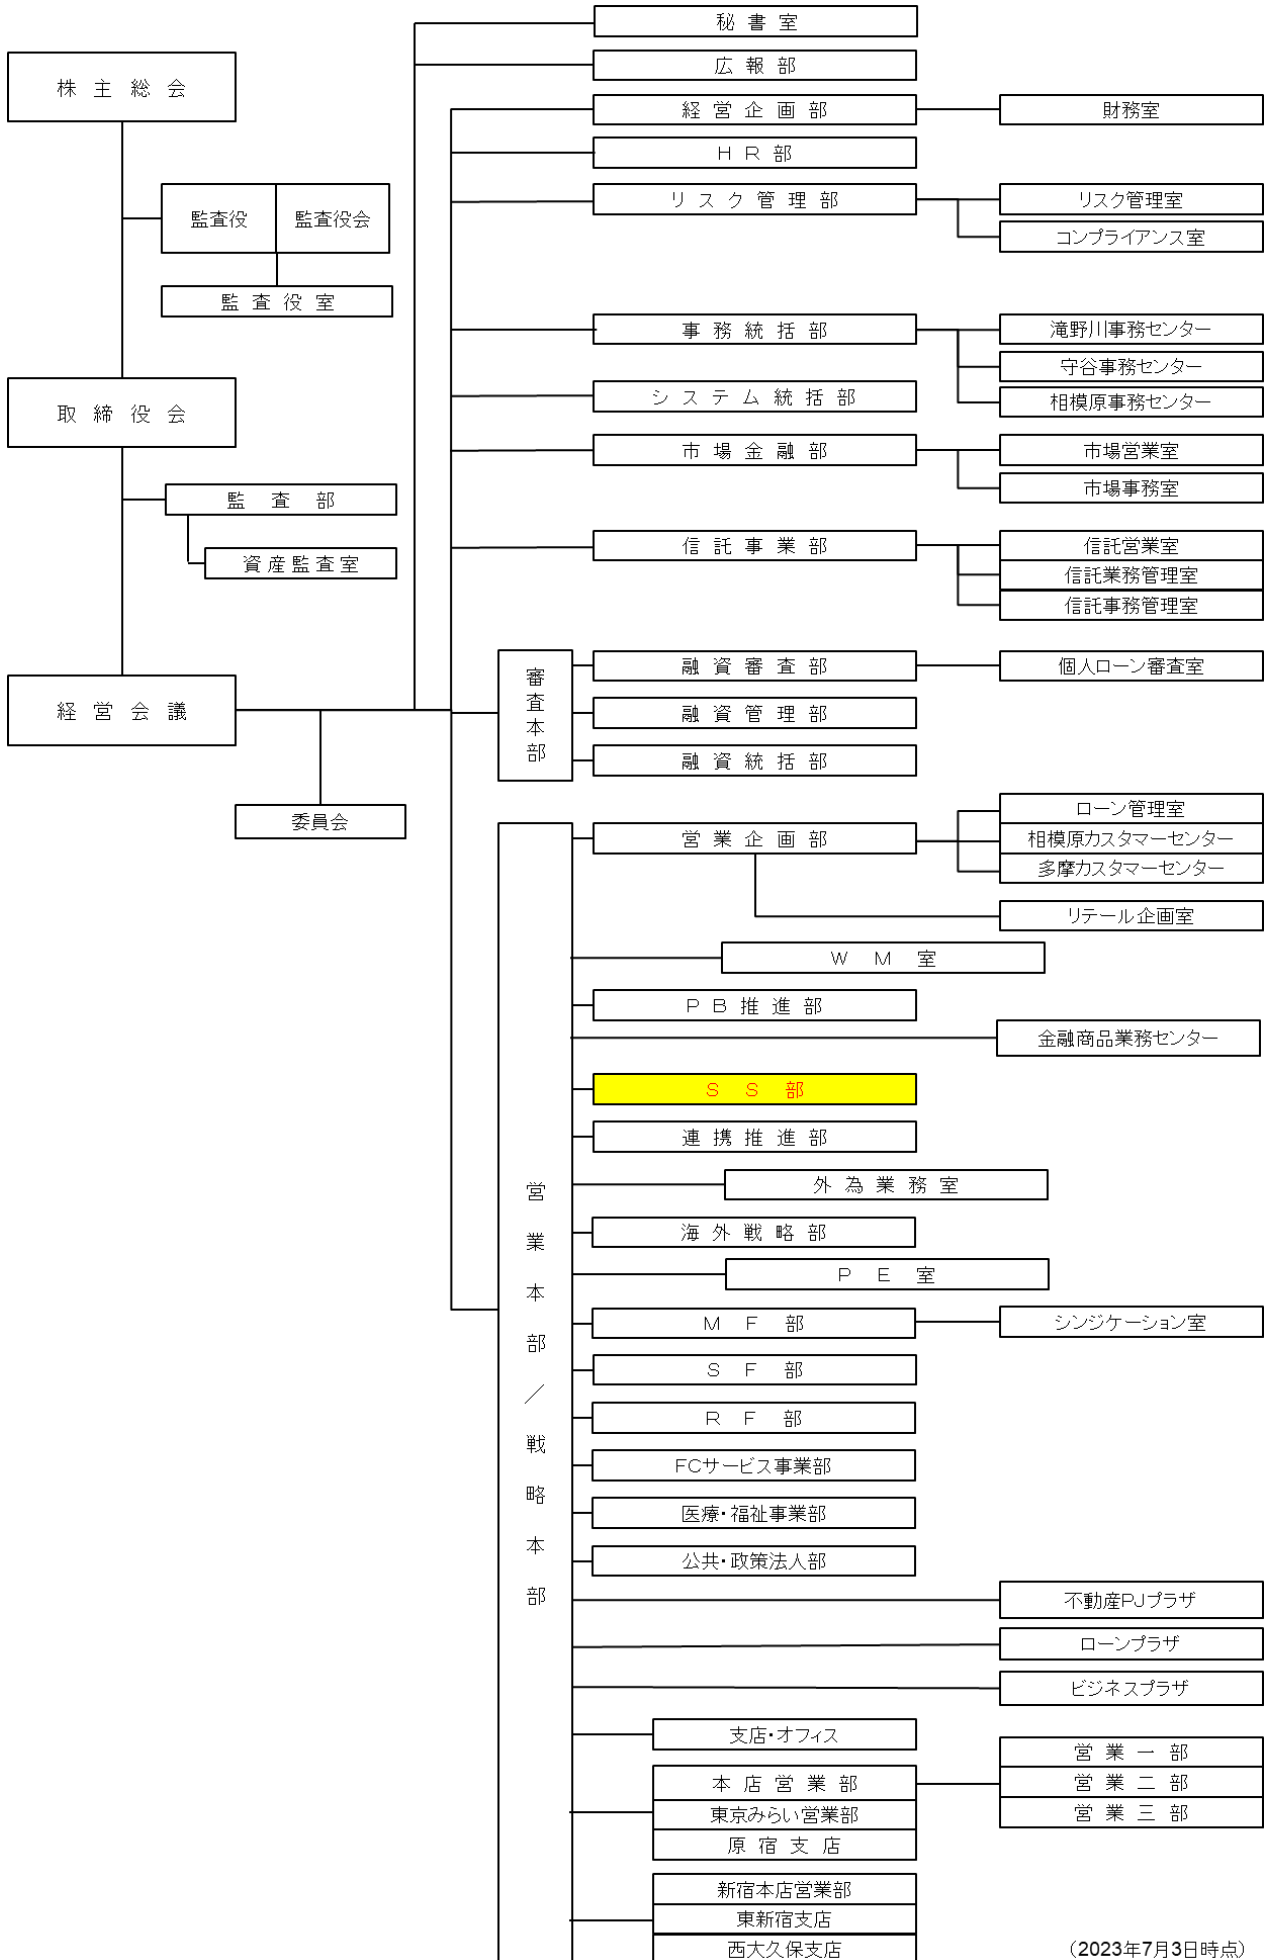 秘書室
広報部
株主総会
経営企画部
財務室
HR部
リスク管理部
リスク管理室
コンプライアンス室
監査役
監査役会
監査役室
事務統括部
滝野川事務センター
守谷事務センター
相模原事務センター
システム統括部
取締役会
市場金融部
市場営業室
市場事務室
監査部
資産監査室
信託事業部
信託営業室
信託業務管理室
信託事務管理室
経営会議
委員会
審査本部
融資審査部
個人ローン審査室
融資管理部
融資統括部
営業本部/戦略本部
営業企画部
ローン管理室
相模原カスタマーセンター
多摩カスタマーセンター
リテール企画室
WM室
PB推進部
金融商品業務センター
SS部
連携推進部
外為業務室
海外戦略部
PE室
MF部
シンジケーション室
SF部
RF部
FCサービス事業部
医療・福祉事業部
公共・政策法人部
不動産PJプラザ
ローンプラザ
ビジネスプラザ
支店・オフィス
本店営業部
営業一部
営業二部
営業三部
東京みらい営業部
原宿支店
新宿本店営業部
東新宿支店
西大久保支店
(2023年7月3日時点)